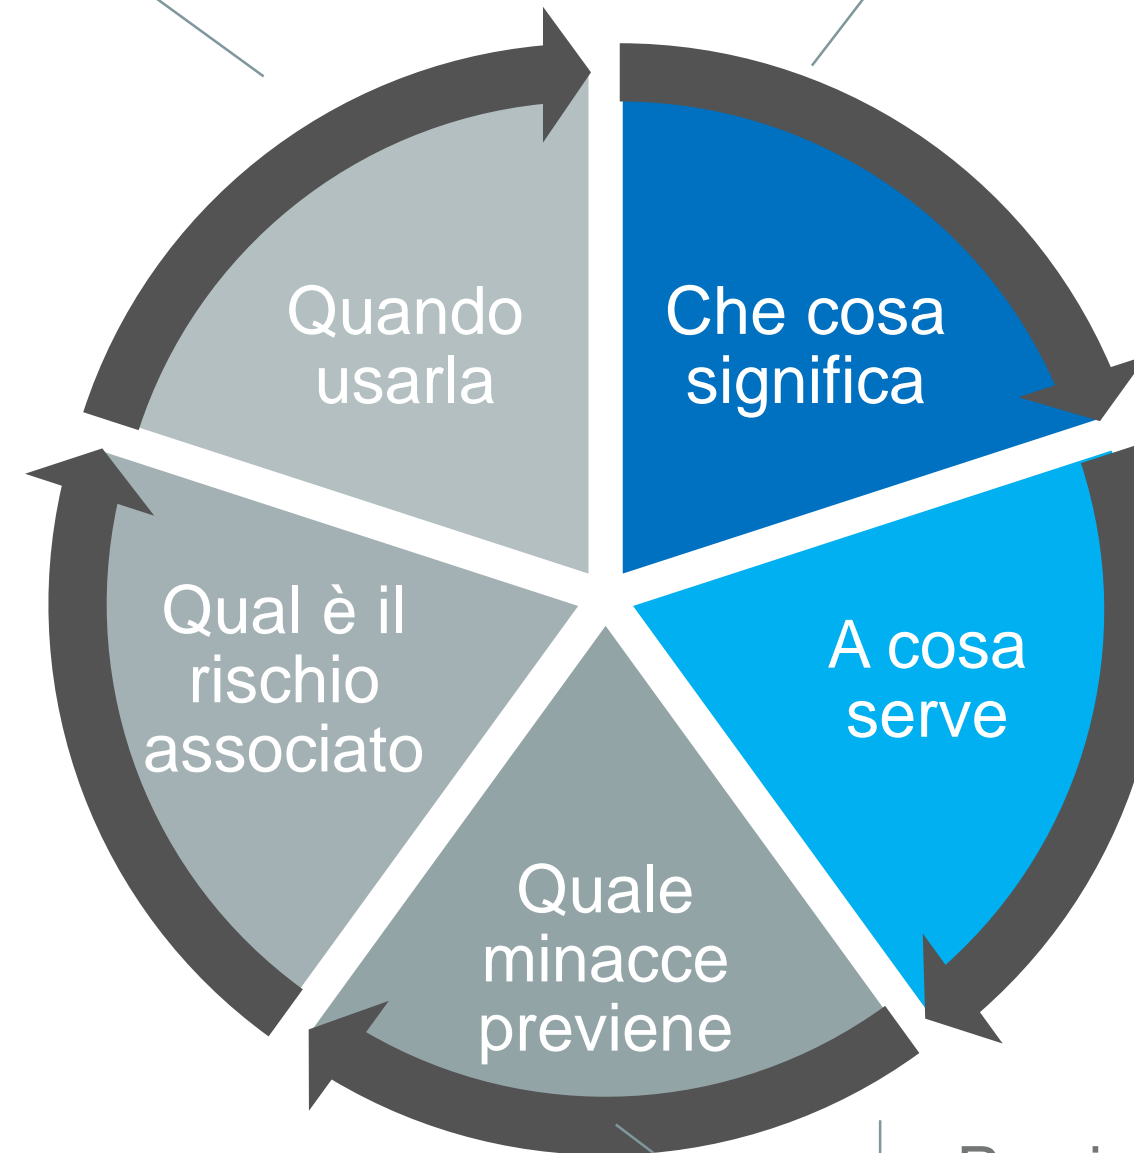 Quando
usarla
Che cosa
significa
A cosa
serve
Quale
minacce
previene
Qual è il
rischio
associato